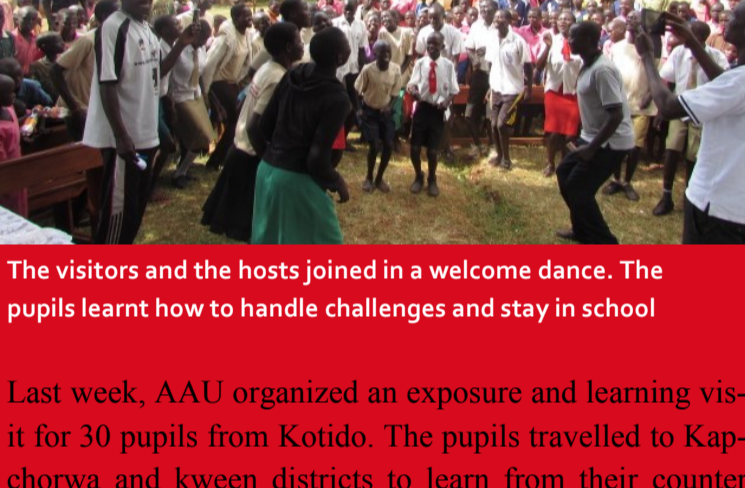 The visitors and the hosts joined in a welcome dance. The
pupils learnt how to handle challenges and stay in school
Last week, AAU organized an exposure and learning vis-
it for 30 pupils from Kotido. The pupils travelled to Kap-
chorwa and kween districts to learn from their counter